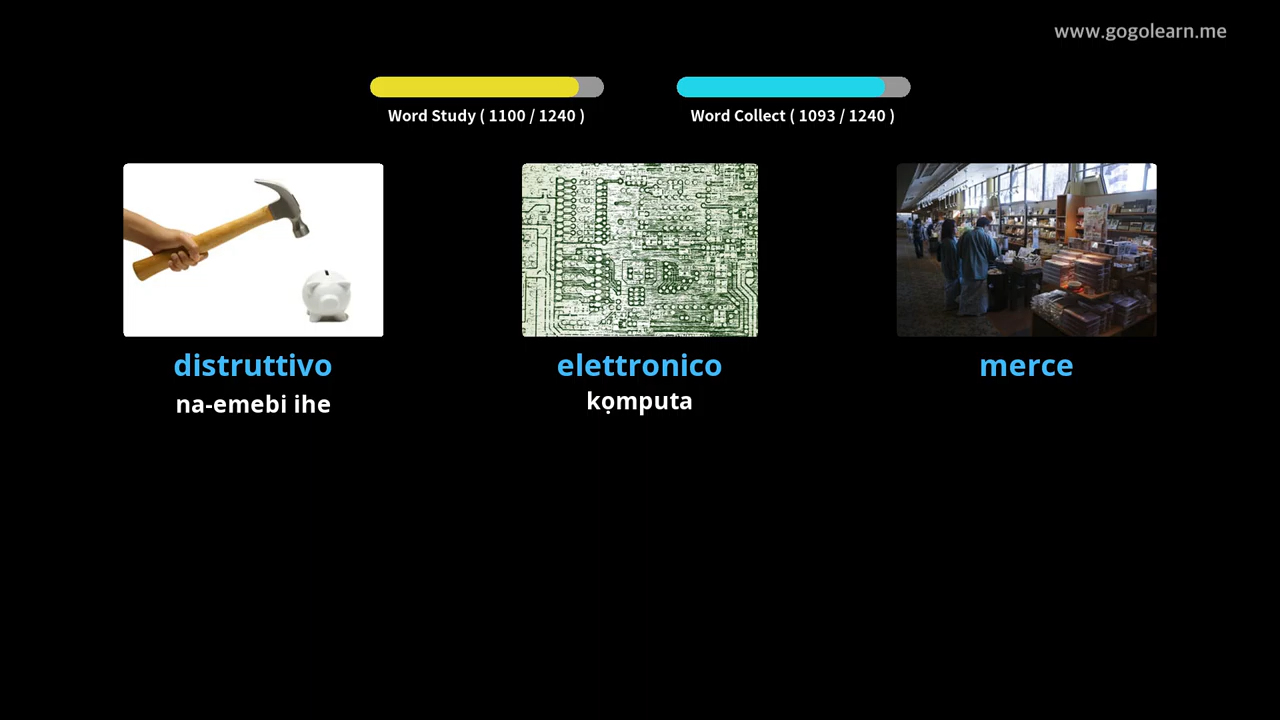 www.gogolearn.me
Word Study ( 1100 / 1240 )
Word Collect ( 1093 / 1240 )
distruttivo
elettronico
merce
na-emebi ihe
kọmputa